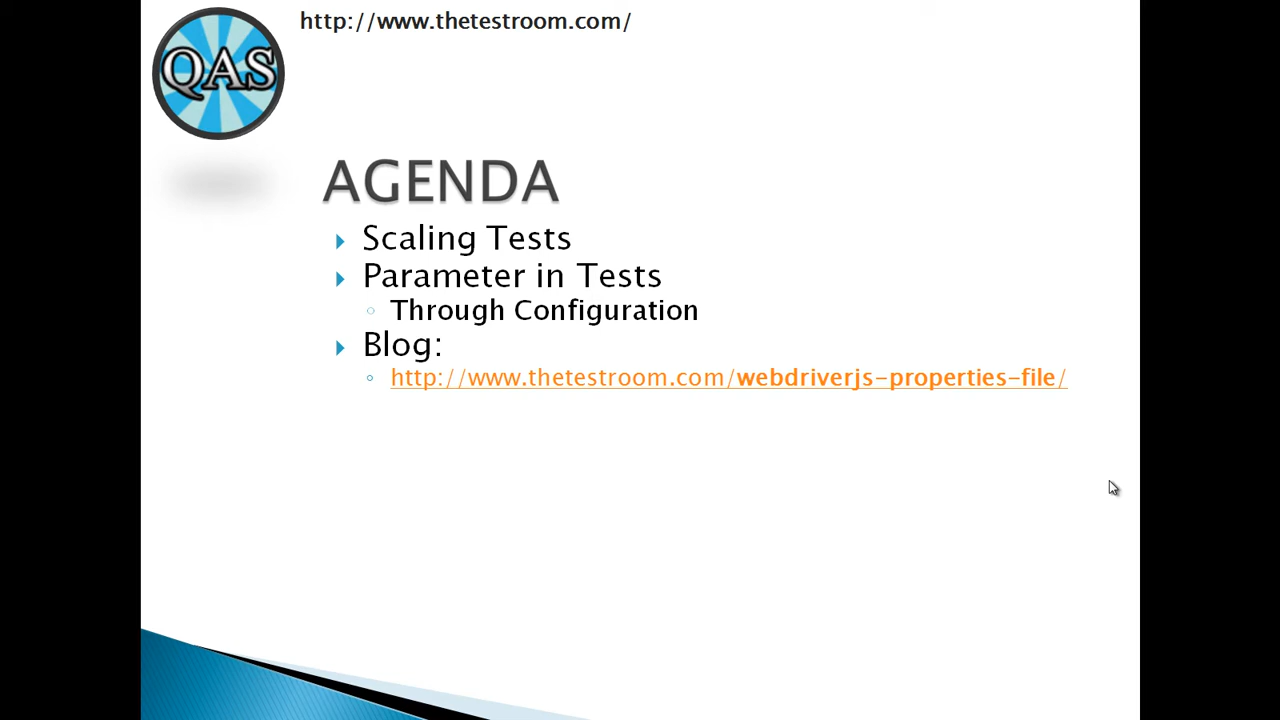 http://www.thetestroom.com/
QAS
AGENDA
Scaling Tests
Parameter in Tests
Through Configuration
Blog:
http://www.thetestroom.com/webdriverjs-properties-file/